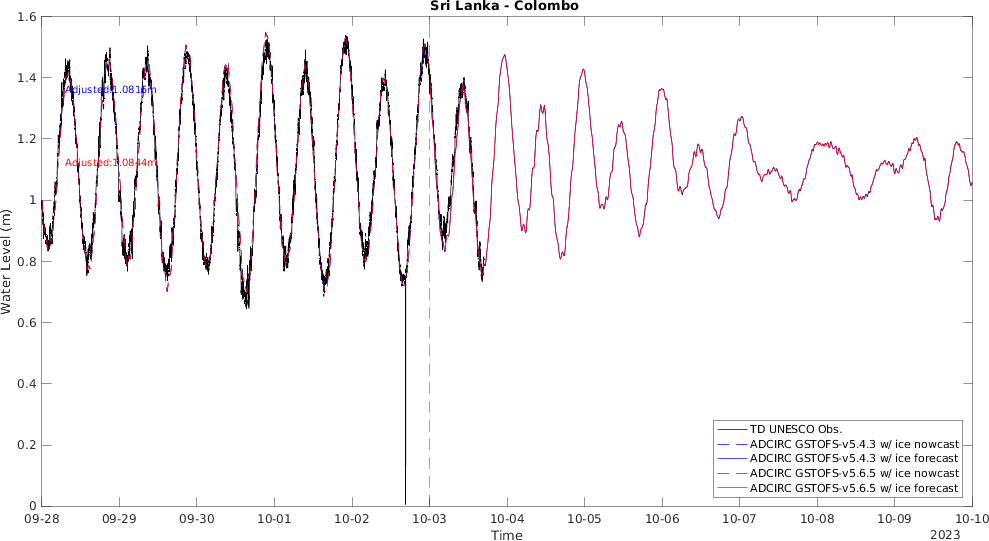 Sri Lanka - Colombo
Water Level (m)
1.6
1.4
1.2
1
0.8
0.6
0.4
0.2
0
Adjusted:1.0816m
Adjusted:1.0844m
TD UNESCO Obs.
ADCIRC GSTOFS-v5.4.3 w/ ice nowcast
ADCIRC GSTOFS-v5.4.3 w/ ice forecast
ADCIRC GSTOFS-v5.6.5 w/ ice nowcast
ADCIRC GSTOFS-v5.6.5 w/ ice forecast
09-28 09-29 09-30 10-01 10-02 10-03 10-04 10-05 10-06 10-07 10-08 10-09 10-10
Time
2023